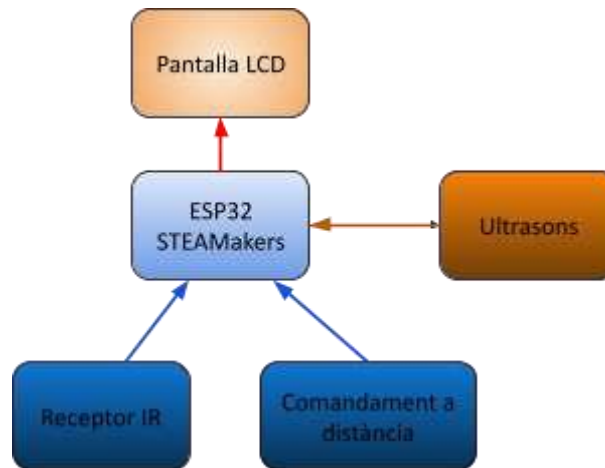 Pantalla LCD
ESP32
STEAMakers
Ultrasons
Receptor IR
Comandament a
distància